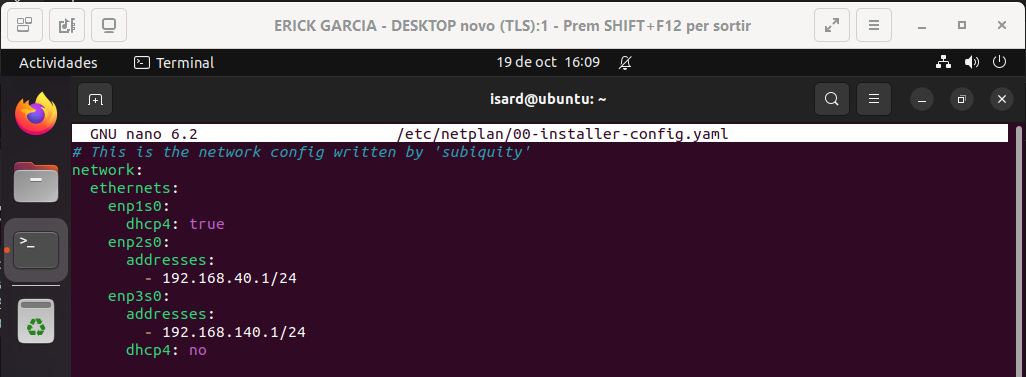 ERICK GARCIA - DESKTOP novo (TLS):1 - Prem SHIFT+F12 per sortir
Actividades Terminal 19 de oct 16:09
isard@ubuntu: ~
GNU nano 6.2 /etc/netplan/00-installer-config.yaml
# This is the network config written by 'subiquity'
network:
  ethernets:
    enp1s0:
      dhcp4: true
    enp2s0:
      addresses:
        - 192.168.40.1/24
    enp3s0:
      addresses:
        - 192.168.140.1/24
      dhcp4: no